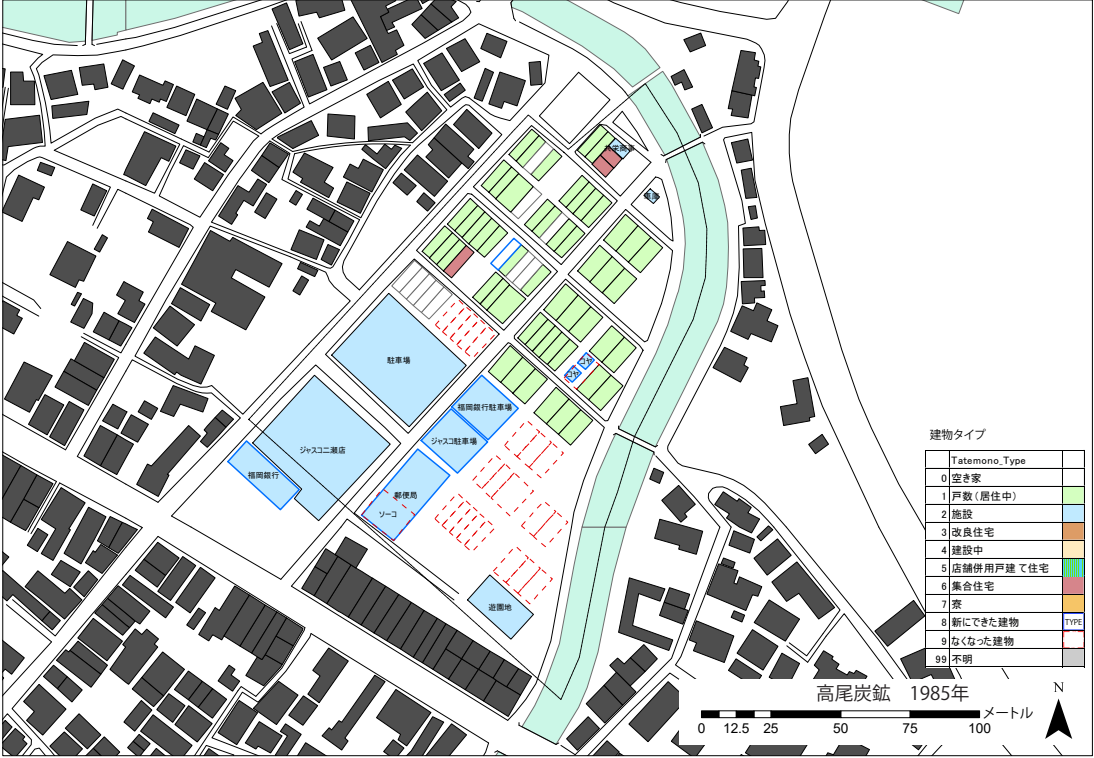 共栄商事
駐車場
福岡銀行駐車場
ジャスコ駐車場
ジャスコ二瀬店
福岡銀行
郵便局
ソーコ
遊園地
建物タイプ
Tatemono_Type
0 空き家
1 戸数(居住中)
2 施設
3 改良住宅
4 建設中
5 店舗併用戸建て住宅
6 集合住宅
7 寮
8 新にできた建物 TYPE
9 なくなった建物
99 不明
高尾炭鉱 1985年
N
メートル
0 12.5 25 50 75 100